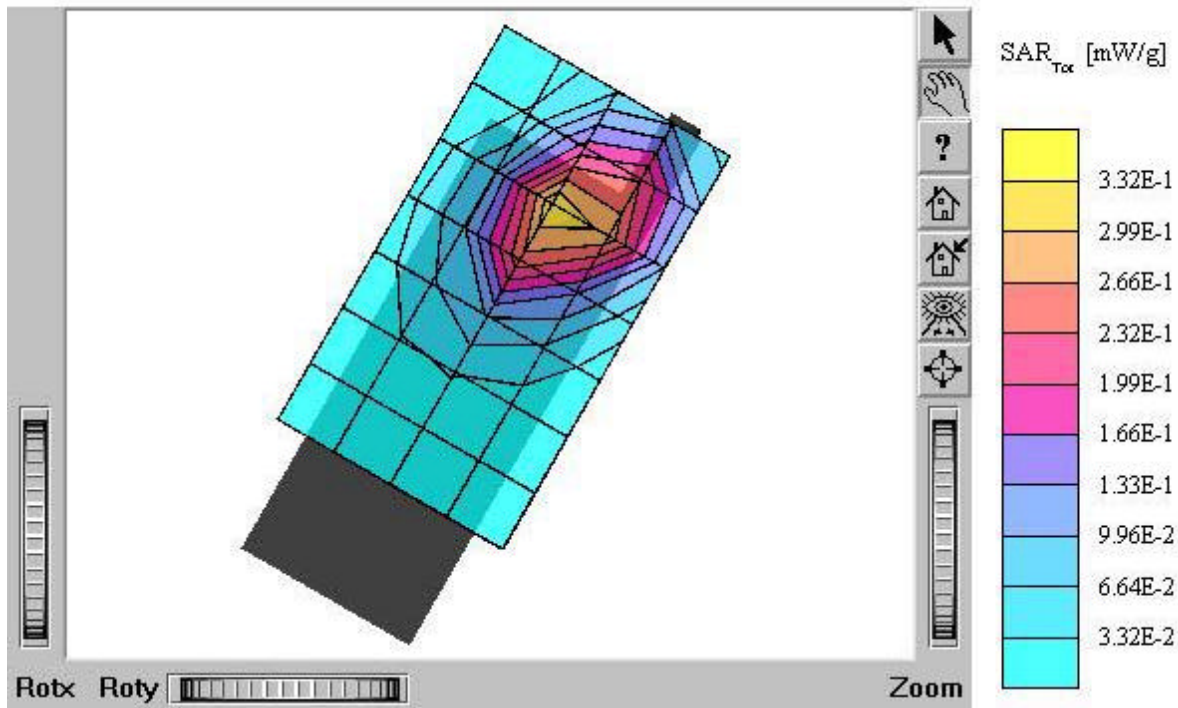 SAR_Tot [mW/g]
?
3.32E-1
2.99E-1
2.66E-1
2.32E-1
1.99E-1
1.66E-1
1.33E-1
9.96E-2
6.64E-2
3.32E-2
Rotx Roty Zoom